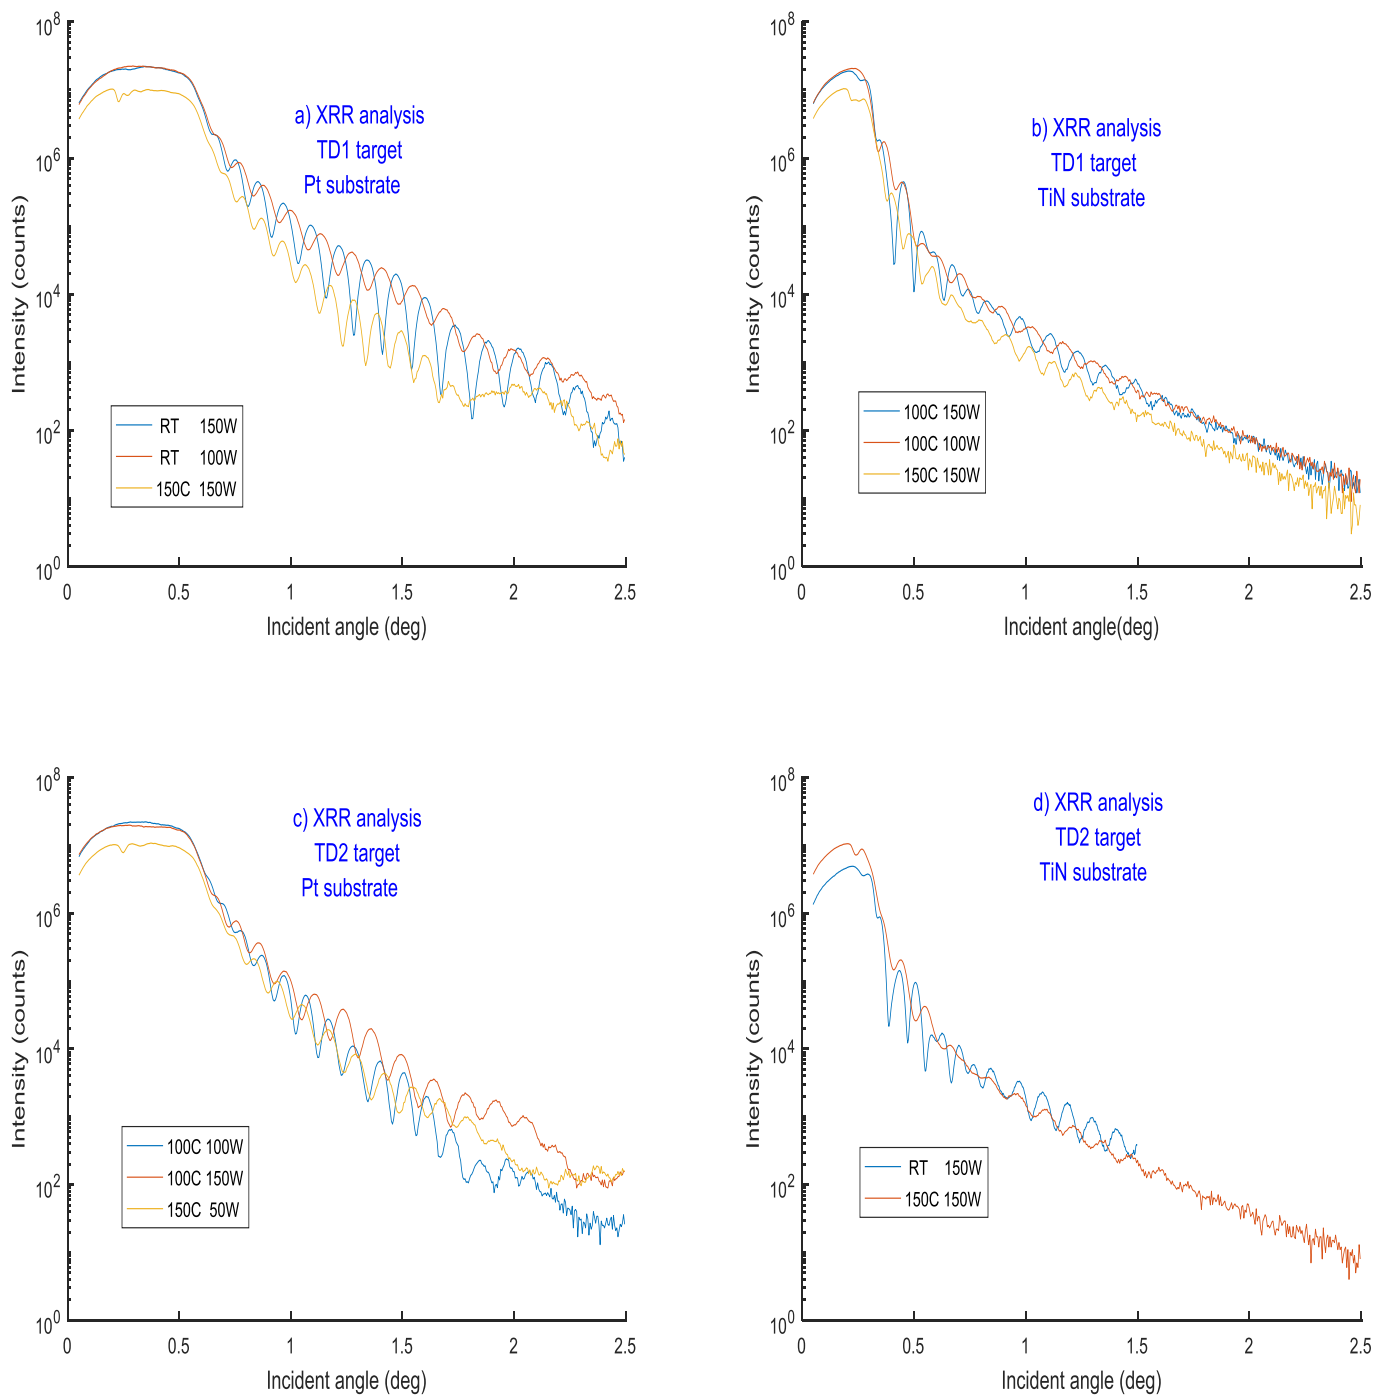 10^8
10^6
10^4
10^2
10^0
Intensity (counts)
a) XRR analysis
TD1 target
Pt substrate
RT 150W
RT 100W
150C 150W
0 0.5 1 1.5 2 2.5
Incident angle (deg)
10^8
10^6
10^4
10^2
10^0
Intensity (counts)
b) XRR analysis
TD1 target
TiN substrate
100C 150W
100C 100W
150C 150W
0 0.5 1 1.5 2 2.5
Incident angle(deg)
10^8
10^6
10^4
10^2
10^0
Intensity (counts)
c) XRR analysis
TD2 target
Pt substrate
100C 100W
100C 150W
150C 50W
0 0.5 1 1.5 2 2.5
Incident angle (deg)
10^8
10^6
10^4
10^2
10^0
Intensity (counts)
d) XRR analysis
TD2 target
TiN substrate
RT 150W
150C 150W
0 0.5 1 1.5 2 2.5
Incident angle (deg)